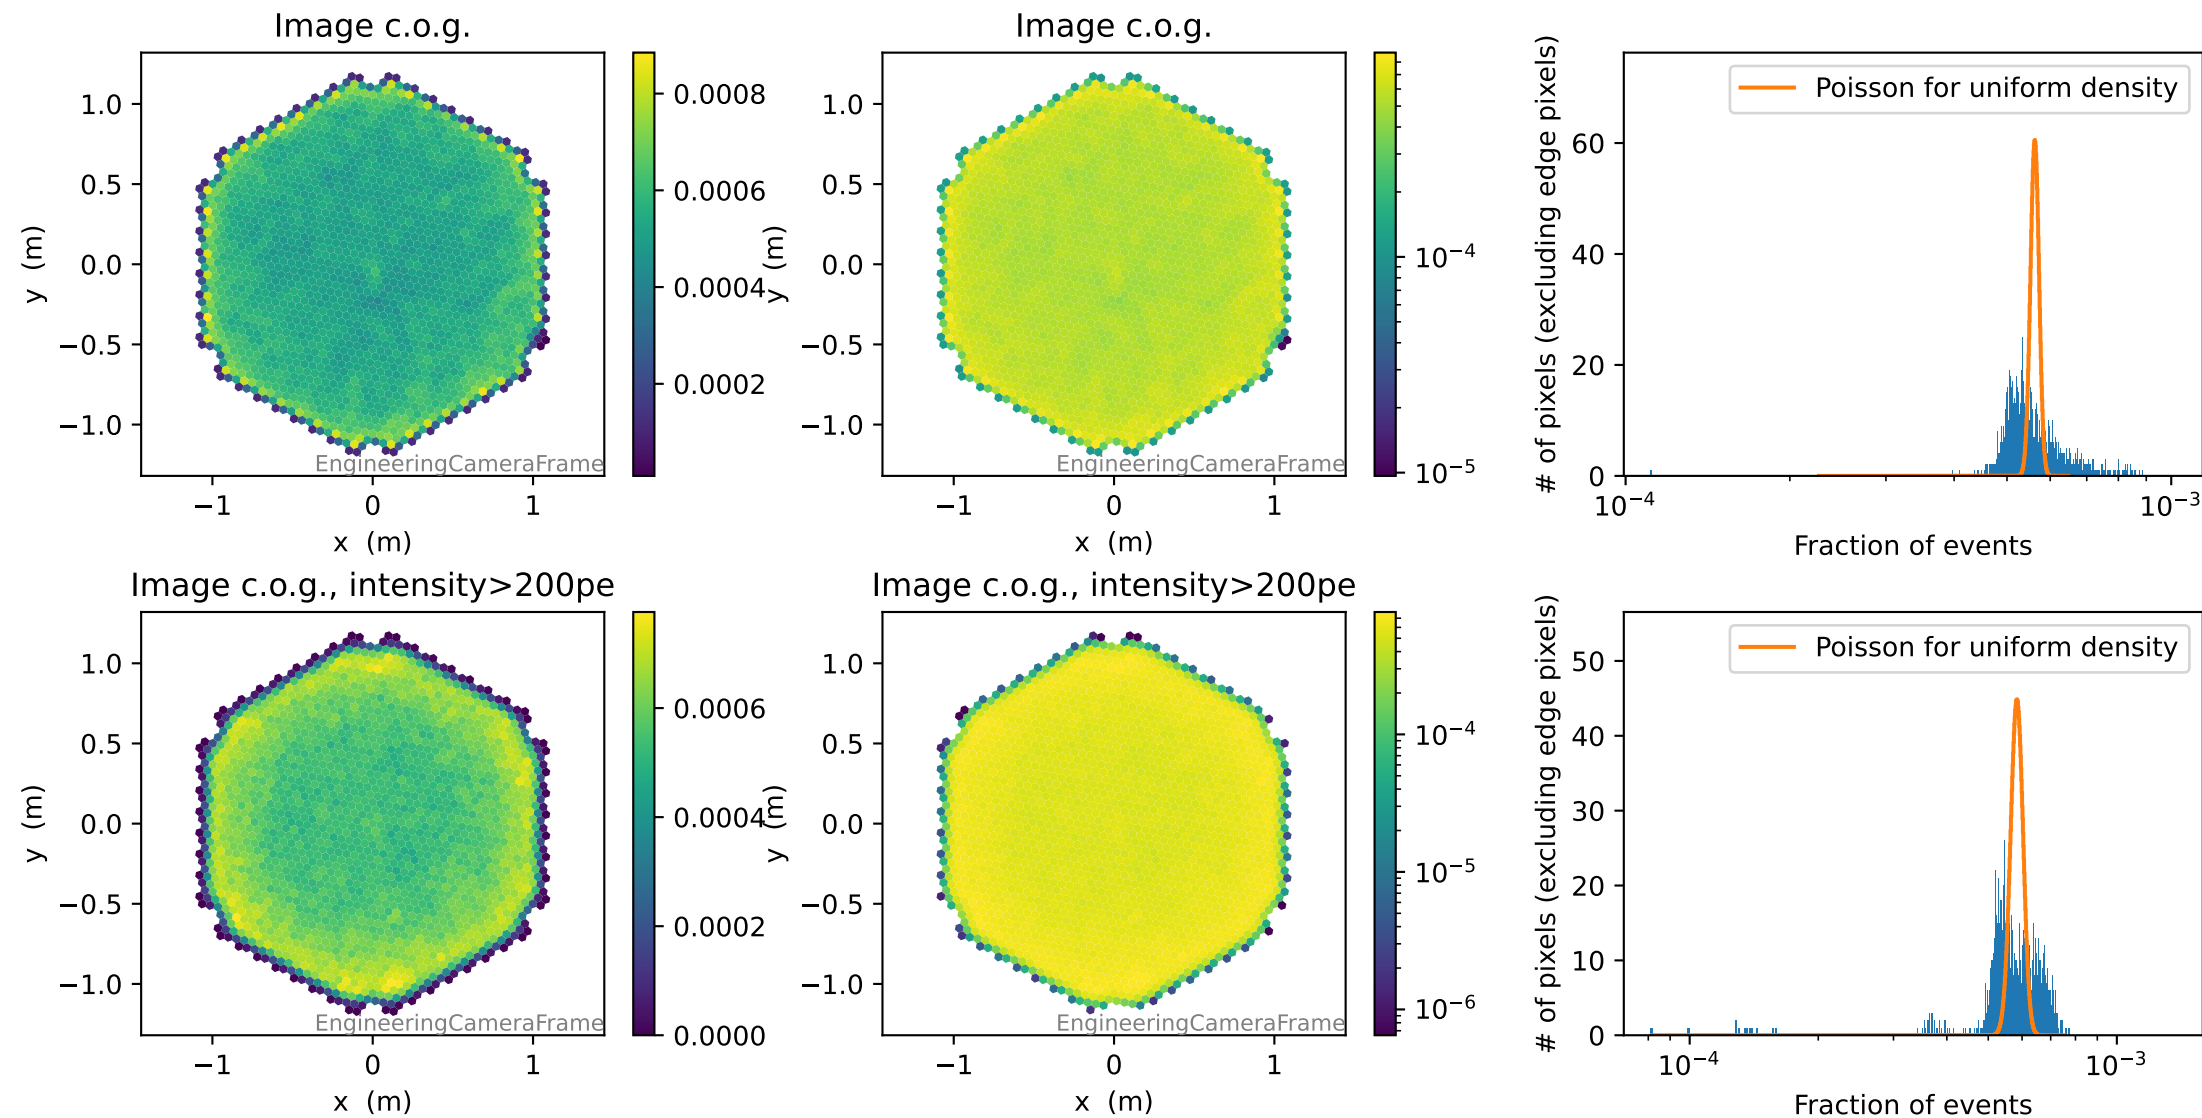 Image c.o.g.
1.0
0.5
0.0
−0.5
−1.0
y (m)
−1
0
1
x (m)
EngineeringCameraFrame
0.0008
0.0006
0.0004
0.0002
Image c.o.g.
1.0
0.5
0.0
−0.5
−1.0
y (m)
−1
0
1
x (m)
EngineeringCameraFrame
10⁻⁴
10⁻⁵
# of pixels (excluding edge pixels)
60
40
20
0
Poisson for uniform density
10⁻⁴
10⁻³
Fraction of events
Image c.o.g., intensity>200pe
1.0
0.5
0.0
−0.5
−1.0
y (m)
−1
0
1
x (m)
EngineeringCameraFrame
0.0006
0.0004
0.0002
0.0000
Image c.o.g., intensity>200pe
1.0
0.5
0.0
−0.5
−1.0
y (m)
−1
0
1
x (m)
EngineeringCameraFrame
10⁻⁴
10⁻⁵
10⁻⁶
# of pixels (excluding edge pixels)
50
40
30
20
10
0
Poisson for uniform density
10⁻⁴
10⁻³
Fraction of events